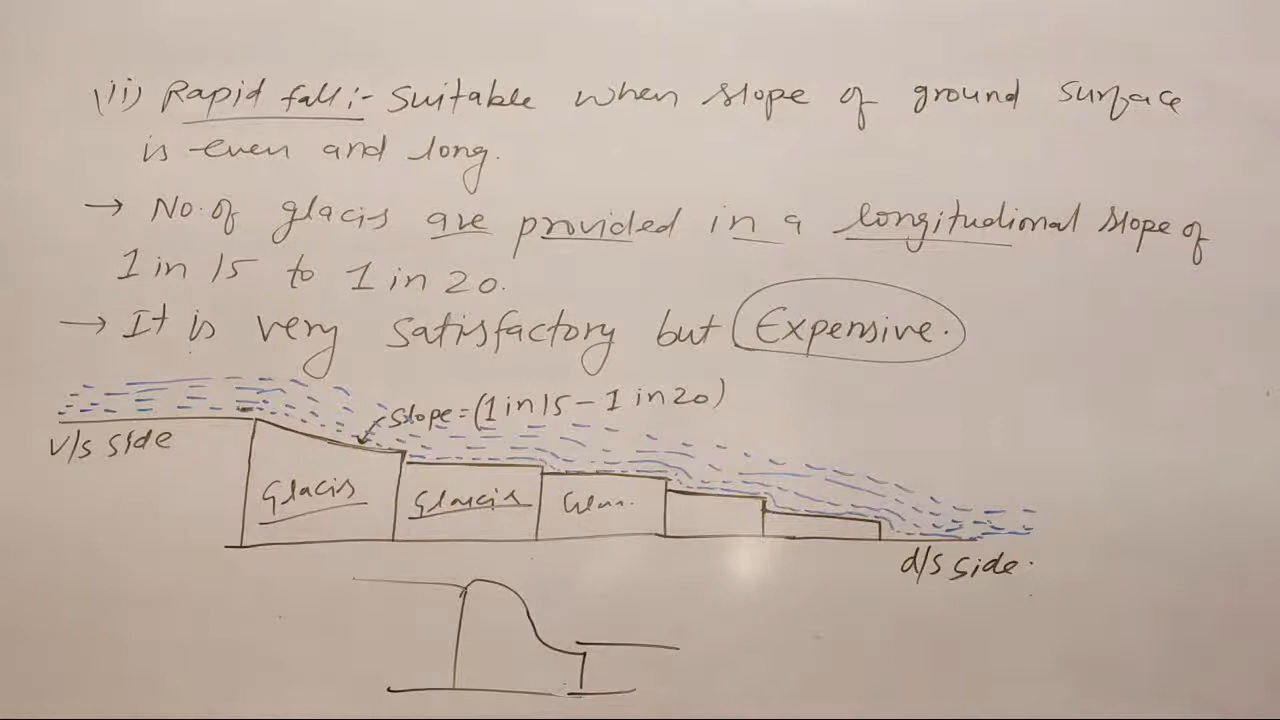 (ii) Rapid fall :- Suitable when slope of ground surface
is even and long.
→ No. of glacis are provided in a longitudional slope of
1 in 15 to 1 in 20.
→ It is very satisfactory but Expensive.
slope = (1 in 15 - 1 in 20)
u/s side
Glacis
Glacis
d/s side.